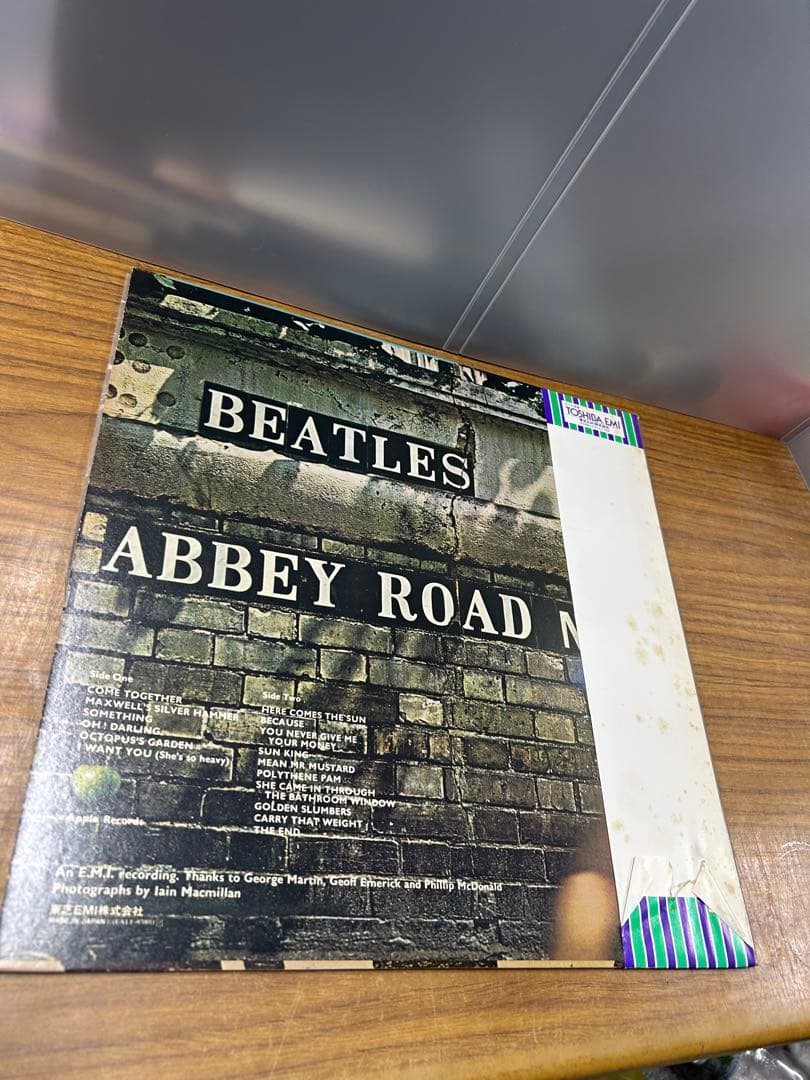 BEATLES
TOSHIBA EMI
ABBEY ROAD N
Side One
COME TOGETHER
MAXWELL'S SILVER HAMMER
SOMETHING
OH! DARLING
OCTOPUS'S GARDEN
I WANT YOU (She's so heavy)
Apple Records
Side Two
HERE COMES THE SUN
BECAUSE
YOU NEVER GIVE ME
YOUR MONEY
SUN KING
MEAN MR MUSTARD
POLYTHENE PAM
SHE CAME IN THROUGH
THE BATHROOM WINDOW
GOLDEN SLUMBERS
CARRY THAT WEIGHT
THE END
An E.M.I. recording. Thanks to George Martin, Geoff Emerick and Phillip McDonald
Photographs by Iain Macmillan
東芝EMI株式会社
MADE IN JAPAN